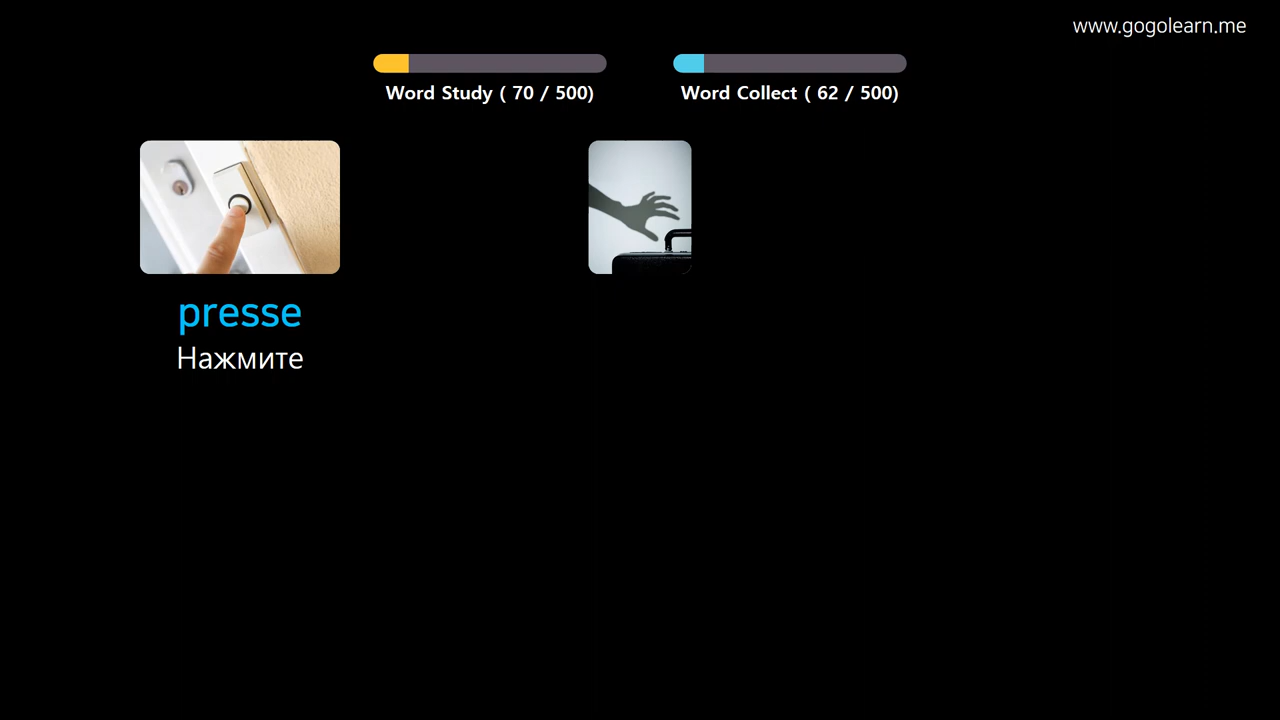 www.gogolearn.me
Word Study ( 70 / 500)
Word Collect ( 62 / 500)
presse
Нажмите